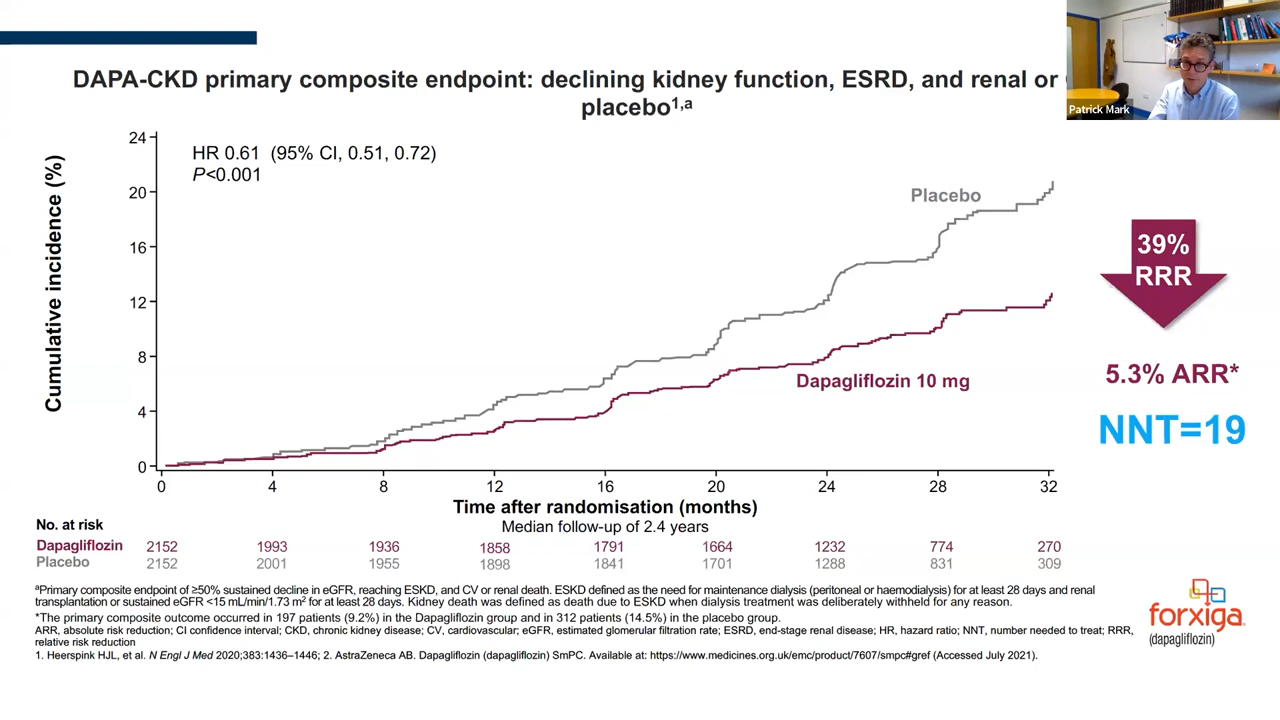 DAPA-CKD primary composite endpoint: declining kidney function, ESRD, and renal or
placebo1,a
Patrick Mark
HR 0.61 (95% CI, 0.51, 0.72)
P<0.001
Cumulative incidence (%)
24
20
16
12
8
4
0
Placebo
Dapagliflozin 10 mg
0 4 8 12 16 20 24 28 32
Time after randomisation (months)
Median follow-up of 2.4 years
39%
RRR
5.3% ARR*
NNT=19
No. at risk
Dapagliflozin 2152 1993 1936 1858 1791 1664 1232 774 270
Placebo 2152 2001 1955 1898 1841 1701 1288 831 309
aPrimary composite endpoint of ≥50% sustained decline in eGFR, reaching ESKD, and CV or renal death. ESKD defined as the need for maintenance dialysis (peritoneal or haemodialysis) for at least 28 days and renal
transplantation or sustained eGFR <15 mL/min/1.73 m2 for at least 28 days. Kidney death was defined as death due to ESKD when dialysis treatment was deliberately withheld for any reason.
*The primary composite outcome occurred in 197 patients (9.2%) in the Dapagliflozin group and in 312 patients (14.5%) in the placebo group.
ARR, absolute risk reduction; CI confidence interval; CKD, chronic kidney disease; CV, cardiovascular; eGFR, estimated glomerular filtration rate; ESRD, end-stage renal disease; HR, hazard ratio; NNT, number needed to treat; RRR,
relative risk reduction
1. Heerspink HJL, et al. N Engl J Med 2020;383:1436–1446; 2. AstraZeneca AB. Dapagliflozin (dapagliflozin) SmPC. Available at: https://www.medicines.org.uk/emc/product/7607/smpc#gref (Accessed July 2021).
forxiga
(dapagliflozin)